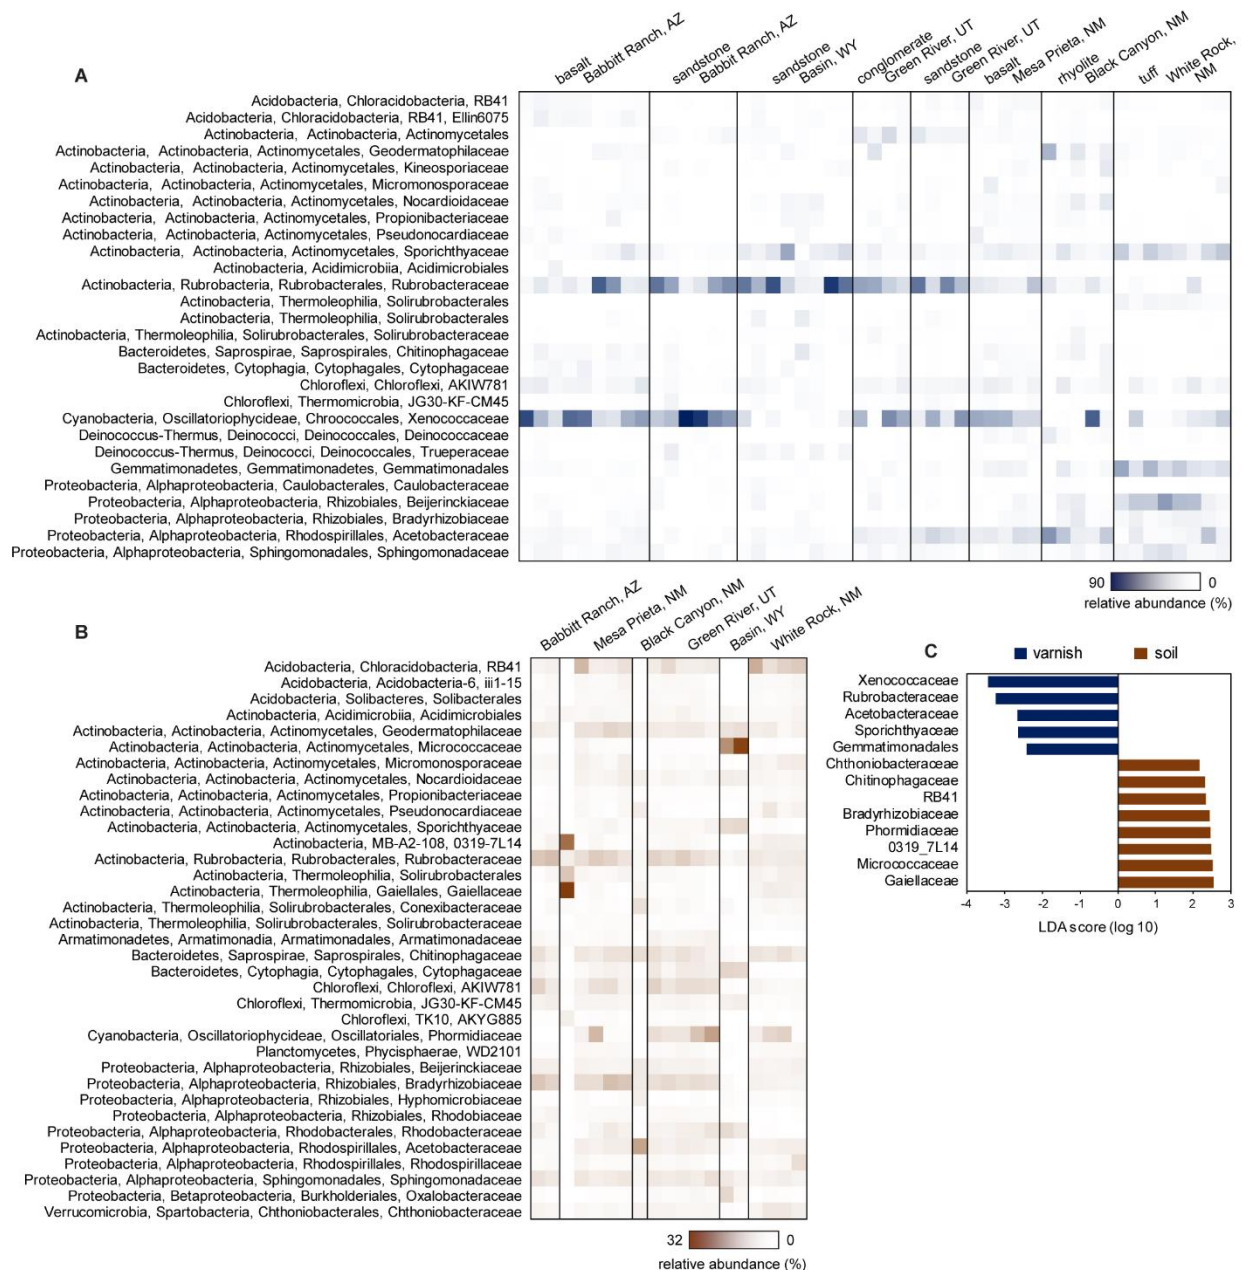 A
basalt
Babbitt Ranch, AZ
sandstone
Babbit Ranch, AZ
sandstone
Basin, WY
conglomerate
Green River, UT
sandstone
Green River, UT
basalt
Mesa Prieta, NM
rhyolite
Black Canyon, NM
tuff
White Rock,
NM
Acidobacteria, Chloracidobacteria, RB41
Acidobacteria, Chloracidobacteria, RB41, Ellin6075
Actinobacteria, Actinobacteria, Actinomycetales
Actinobacteria, Actinobacteria, Actinomycetales, Geodermatophilaceae
Actinobacteria, Actinobacteria, Actinomycetales, Kineosporiaceae
Actinobacteria, Actinobacteria, Actinomycetales, Micromonosporaceae
Actinobacteria, Actinobacteria, Actinomycetales, Nocardioidaceae
Actinobacteria, Actinobacteria, Actinomycetales, Propionibacteriaceae
Actinobacteria, Actinobacteria, Actinomycetales, Pseudonocardiaceae
Actinobacteria, Actinobacteria, Actinomycetales, Sporichthyaceae
Actinobacteria, Acidimicrobiia, Acidimicrobiales
Actinobacteria, Rubrobacteria, Rubrobacterales, Rubrobacteraceae
Actinobacteria, Thermoleophilia, Solirubrobacterales
Actinobacteria, Thermoleophilia, Solirubrobacterales
Actinobacteria, Thermoleophilia, Solirubrobacterales, Solirubrobacteraceae
Bacteroidetes, Saprospirae, Saprospirales, Chitinophagaceae
Bacteroidetes, Cytophagia, Cytophagales, Cytophagaceae
Chloroflexi, Chloroflexi, AKIW781
Chloroflexi, Thermomicrobia, JG30-KF-CM45
Cyanobacteria, Oscillatoriophycideae, Chroococcales, Xenococcaceae
Deinococcus-Thermus, Deinococci, Deinococcales, Deinococcaceae
Deinococcus-Thermus, Deinococci, Deinococcales, Trueperaceae
Gemmatimonadetes, Gemmatimonadetes, Gemmatimonadales
Proteobacteria, Alphaproteobacteria, Caulobacterales, Caulobacteraceae
Proteobacteria, Alphaproteobacteria, Rhizobiales, Beijerinckiaceae
Proteobacteria, Alphaproteobacteria, Rhizobiales, Bradyrhizobiaceae
Proteobacteria, Alphaproteobacteria, Rhodospirillales, Acetobacteraceae
Proteobacteria, Alphaproteobacteria, Sphingomonadales, Sphingomonadaceae
90 0
relative abundance (%)
B
Babbitt Ranch, AZ
Mesa Prieta, NM
Black Canyon, NM
Green River, UT
Basin, WY
White Rock, NM
Acidobacteria, Chloracidobacteria, RB41
Acidobacteria, Acidobacteria-6, iii1-15
Acidobacteria, Solibacteres, Solibacterales
Actinobacteria, Acidimicrobiia, Acidimicrobiales
Actinobacteria, Actinobacteria, Actinomycetales, Geodermatophilaceae
Actinobacteria, Actinobacteria, Actinomycetales, Micrococcaceae
Actinobacteria, Actinobacteria, Actinomycetales, Micromonosporaceae
Actinobacteria, Actinobacteria, Actinomycetales, Nocardioidaceae
Actinobacteria, Actinobacteria, Actinomycetales, Propionibacteriaceae
Actinobacteria, Actinobacteria, Actinomycetales, Pseudonocardiaceae
Actinobacteria, Actinobacteria, Actinomycetales, Sporichthyaceae
Actinobacteria, MB-A2-108, 0319-7L14
Actinobacteria, Rubrobacteria, Rubrobacterales, Rubrobacteraceae
Actinobacteria, Thermoleophilia, Solirubrobacterales
Actinobacteria, Thermoleophilia, Gaiellales, Gaiellaceae
Actinobacteria, Thermoleophilia, Solirubrobacterales, Conexibacteraceae
Actinobacteria, Thermoleophilia, Solirubrobacterales, Solirubrobacteraceae
Armatimonadetes, Armatimonadia, Armatimonadales, Armatimonadaceae
Bacteroidetes, Saprospirae, Saprospirales, Chitinophagaceae
Bacteroidetes, Cytophagia, Cytophagales, Cytophagaceae
Chloroflexi, Chloroflexi, AKIW781
Chloroflexi, Thermomicrobia, JG30-KF-CM45
Chloroflexi, TK10, AKYG885
Cyanobacteria, Oscillatoriophycideae, Oscillatoriales, Phormidiaceae
Planctomycetes, Phycisphaerae, WD2101
Proteobacteria, Alphaproteobacteria, Rhizobiales, Beijerinckiaceae
Proteobacteria, Alphaproteobacteria, Rhizobiales, Bradyrhizobiaceae
Proteobacteria, Alphaproteobacteria, Rhizobiales, Hyphomicrobiaceae
Proteobacteria, Alphaproteobacteria, Rhizobiales, Rhodobiaceae
Proteobacteria, Alphaproteobacteria, Rhodobacterales, Rhodobacteraceae
Proteobacteria, Alphaproteobacteria, Rhodospirillales, Acetobacteraceae
Proteobacteria, Alphaproteobacteria, Rhodospirillales, Rhodospirillaceae
Proteobacteria, Alphaproteobacteria, Sphingomonadales, Sphingomonadaceae
Proteobacteria, Betaproteobacteria, Burkholderiales, Oxalobacteraceae
Verrucomicrobia, Spartobacteria, Chthoniobacterales, Chthoniobacteraceae
32 0
relative abundance (%)
C
varnish soil
Xenococcaceae
Rubrobacteraceae
Acetobacteraceae
Sporichthyaceae
Gemmatimonadales
Chthoniobacteraceae
Chitinophagaceae
RB41
Bradyrhizobiaceae
Phormidiaceae
0319_7L14
Micrococcaceae
Gaiellaceae
-4 -3 -2 -1 0 1 2 3
LDA score (log 10)